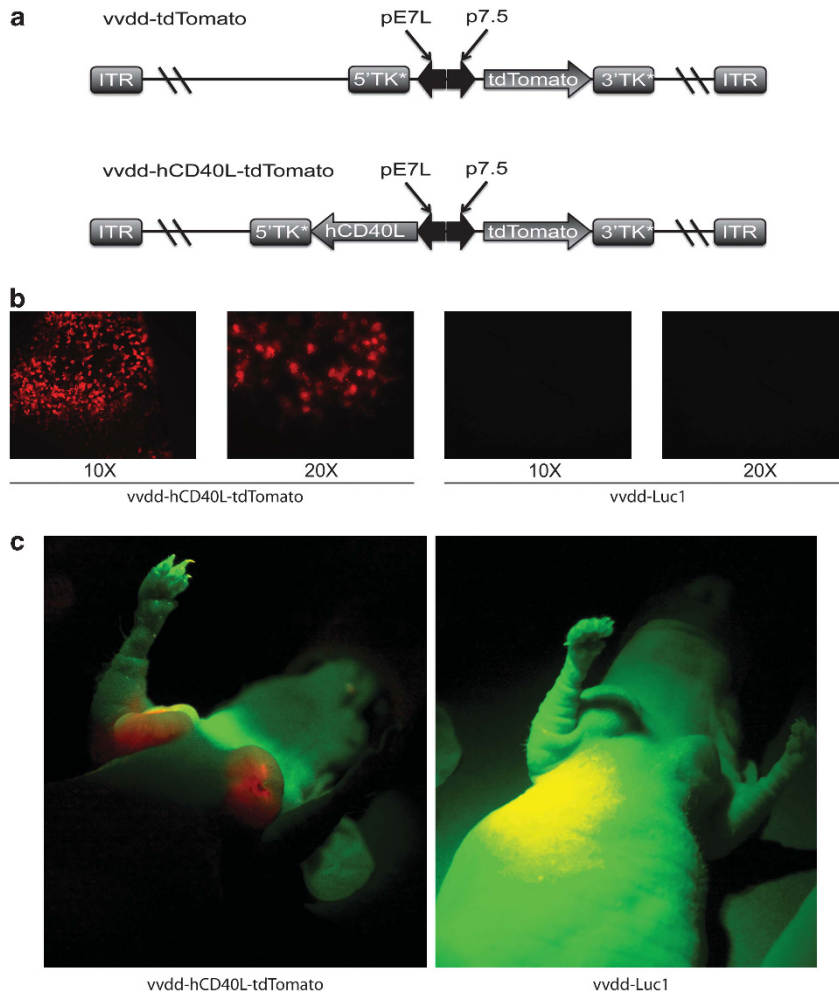 a
vvdd-tdTomato
pE7L p7.5
ITR 5'TK* tdTomato 3'TK* ITR
vvdd-hCD40L-tdTomato
pE7L p7.5
ITR 5'TK* hCD40L tdTomato 3'TK* ITR
b
10X 20X 10X 20X
vvdd-hCD40L-tdTomato vvdd-Luc1
c
vvdd-hCD40L-tdTomato vvdd-Luc1